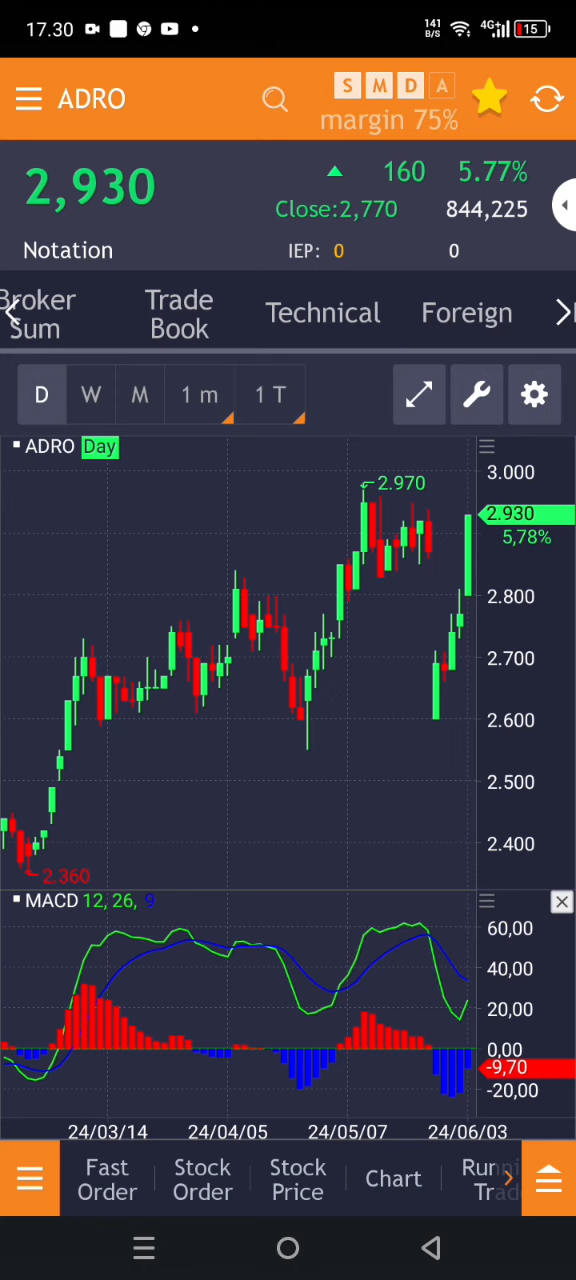 17.30 141 B/S 4G+ 15
ADRO S M D A
margin 75%
2,930 160 5.77%
Close:2,770 844,225
Notation IEP: 0 0
Broker Sum Trade Book Technical Foreign
D W M 1 m 1 T
ADRO Day
3.000
2.970
2.930
5,78%
2.800
2.700
2.600
2.500
2.400
2.360
MACD 12, 26, 9
60,00
40,00
20,00
0,00
-9,70
-20,00
24/03/14 24/04/05 24/05/07 24/06/03
Fast Order Stock Order Stock Price Chart